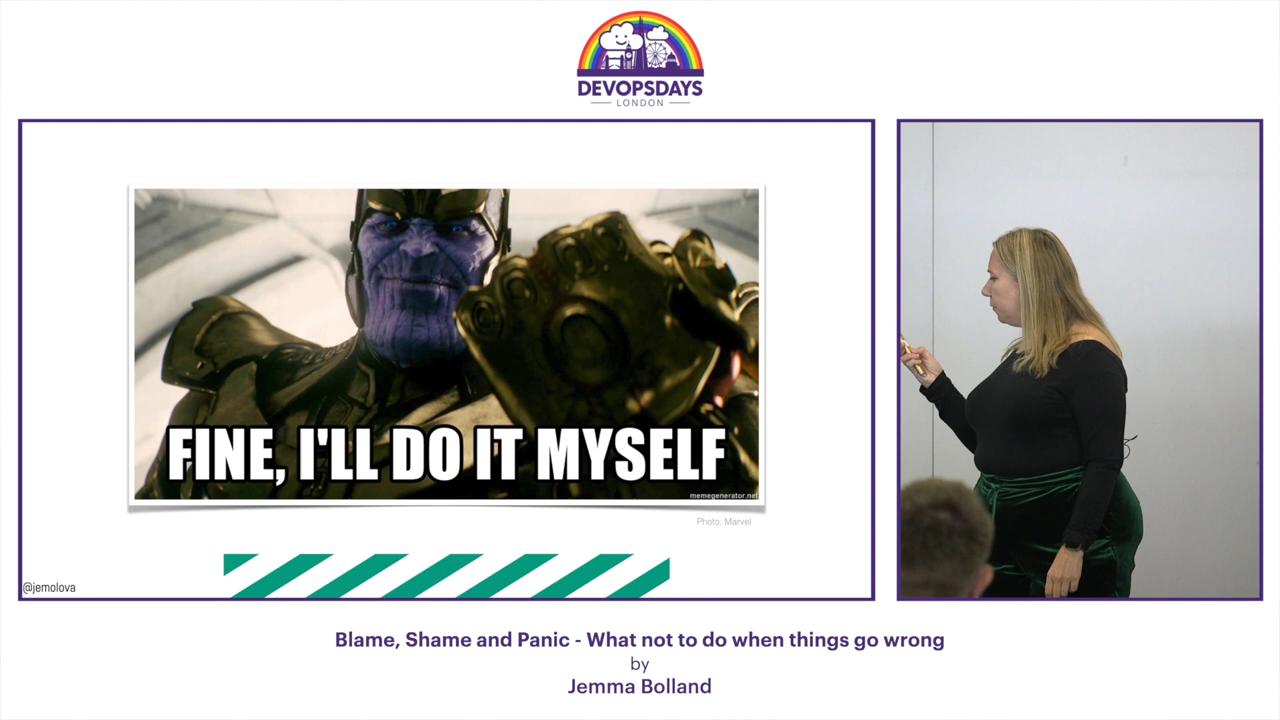 DEVOPSDAYS
LONDON
FINE, I'LL DO IT MYSELF
memegenerator.net
Photo: Marvel
@jemolova
Blame, Shame and Panic - What not to do when things go wrong
by
Jemma Bolland